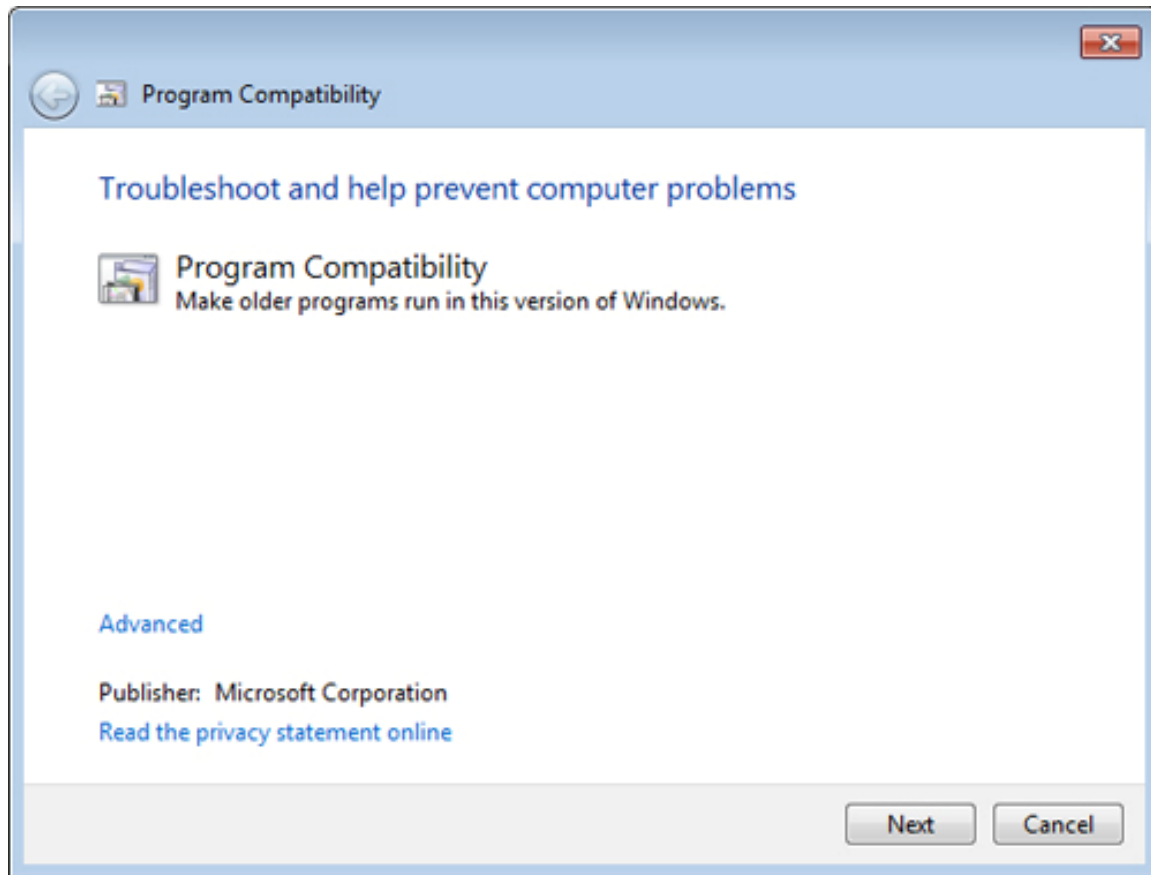 Program Compatibility
Troubleshoot and help prevent computer problems
Program Compatibility
Make older programs run in this version of Windows.
Advanced
Publisher: Microsoft Corporation
Read the privacy statement online
Next Cancel